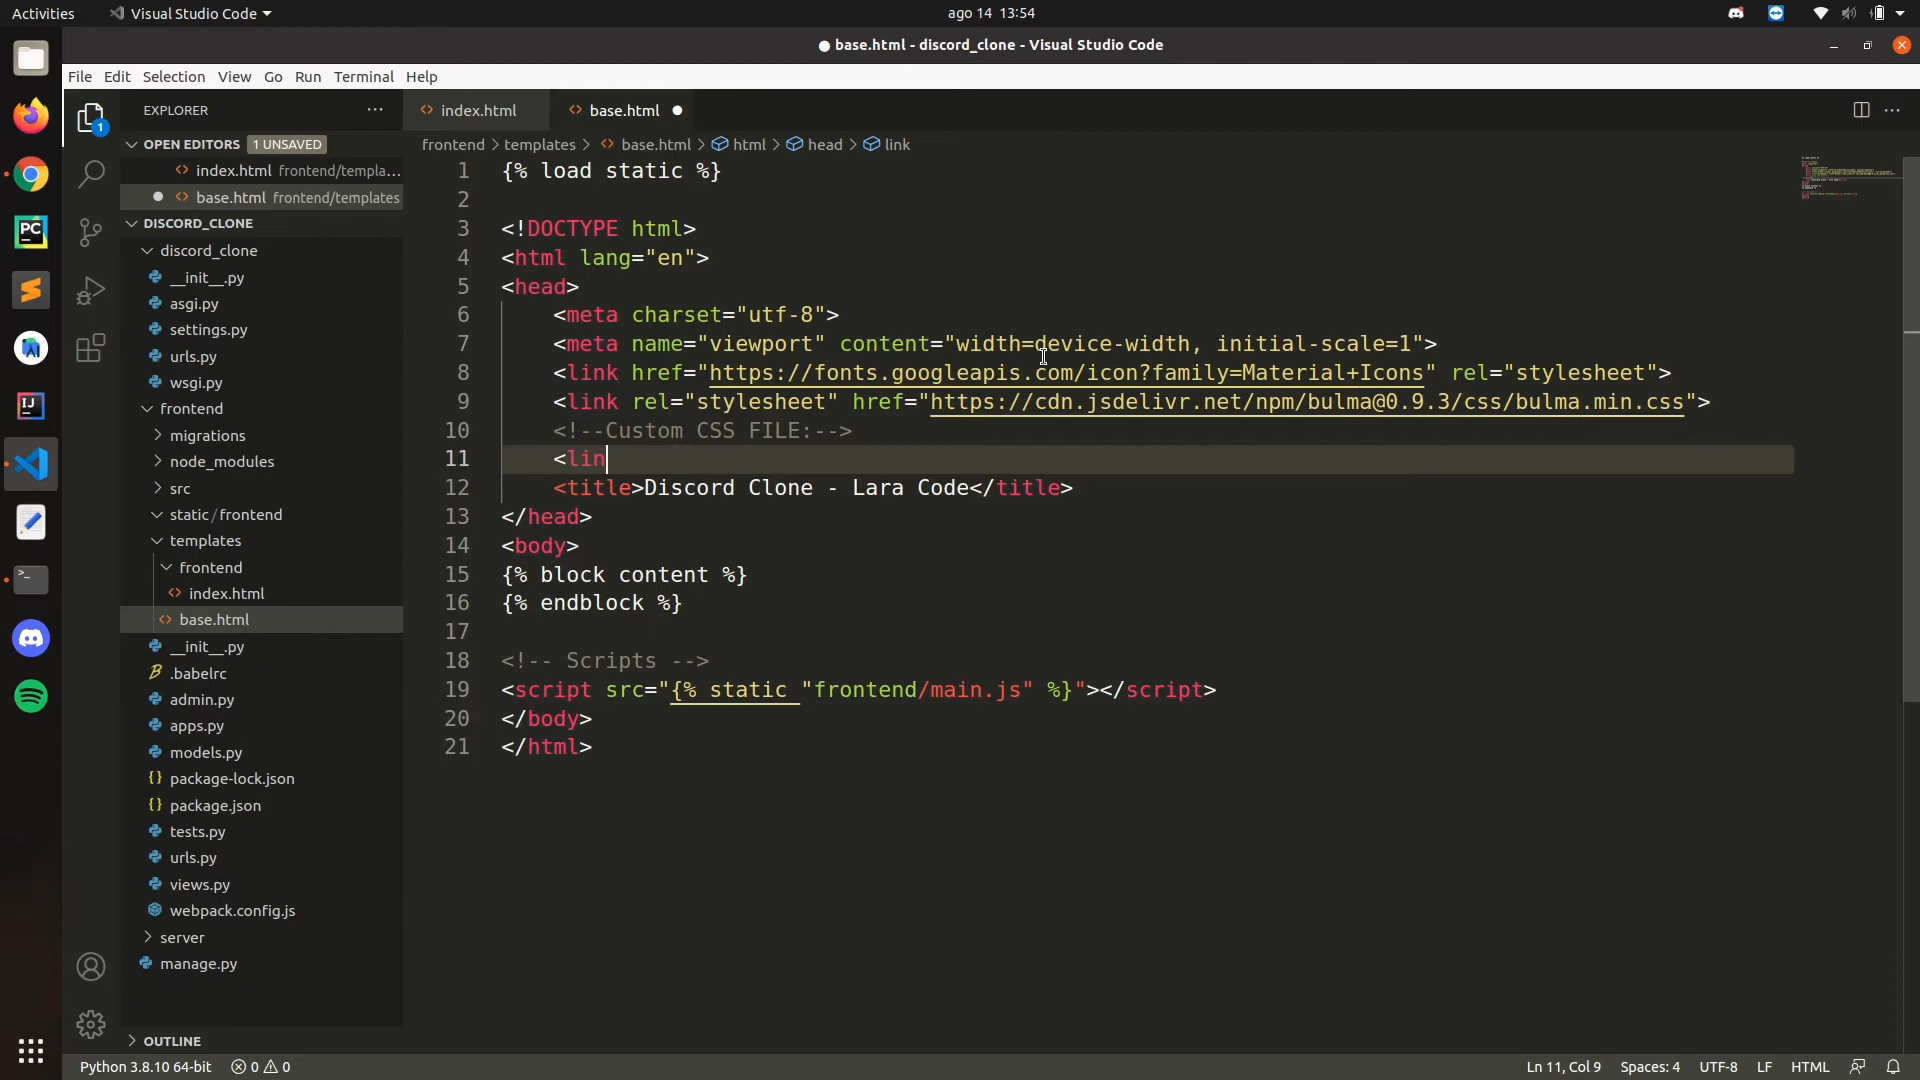 Activities
Visual Studio Code
ago 14 13:54
● base.html - discord_clone - Visual Studio Code
File Edit Selection View Go Run Terminal Help
EXPLORER
OPEN EDITORS 1 UNSAVED
index.html frontend/templa...
base.html frontend/templates
DISCORD_CLONE
discord_clone
__init__.py
asgi.py
settings.py
urls.py
wsgi.py
frontend
migrations
node_modules
src
static/frontend
templates
frontend
index.html
base.html
__init__.py
.babelrc
admin.py
apps.py
models.py
package-lock.json
package.json
tests.py
urls.py
views.py
webpack.config.js
server
manage.py
OUTLINE
index.html
base.html
frontend > templates > base.html > html > head > link
1 {% load static %}
2
3 <!DOCTYPE html>
4 <html lang="en">
5 <head>
6 <meta charset="utf-8">
7 <meta name="viewport" content="width=device-width, initial-scale=1">
8 <link href="https://fonts.googleapis.com/icon?family=Material+Icons" rel="stylesheet">
9 <link rel="stylesheet" href="https://cdn.jsdelivr.net/npm/bulma@0.9.3/css/bulma.min.css">
10 <!--Custom CSS FILE:-->
11 <lin
12 <title>Discord Clone - Lara Code</title>
13 </head>
14 <body>
15 {% block content %}
16 {% endblock %}
17
18 <!-- Scripts -->
19 <script src="{% static "frontend/main.js" %}"></script>
20 </body>
21 </html>
Python 3.8.10 64-bit 0 0
Ln 11, Col 9 Spaces: 4 UTF-8 LF HTML